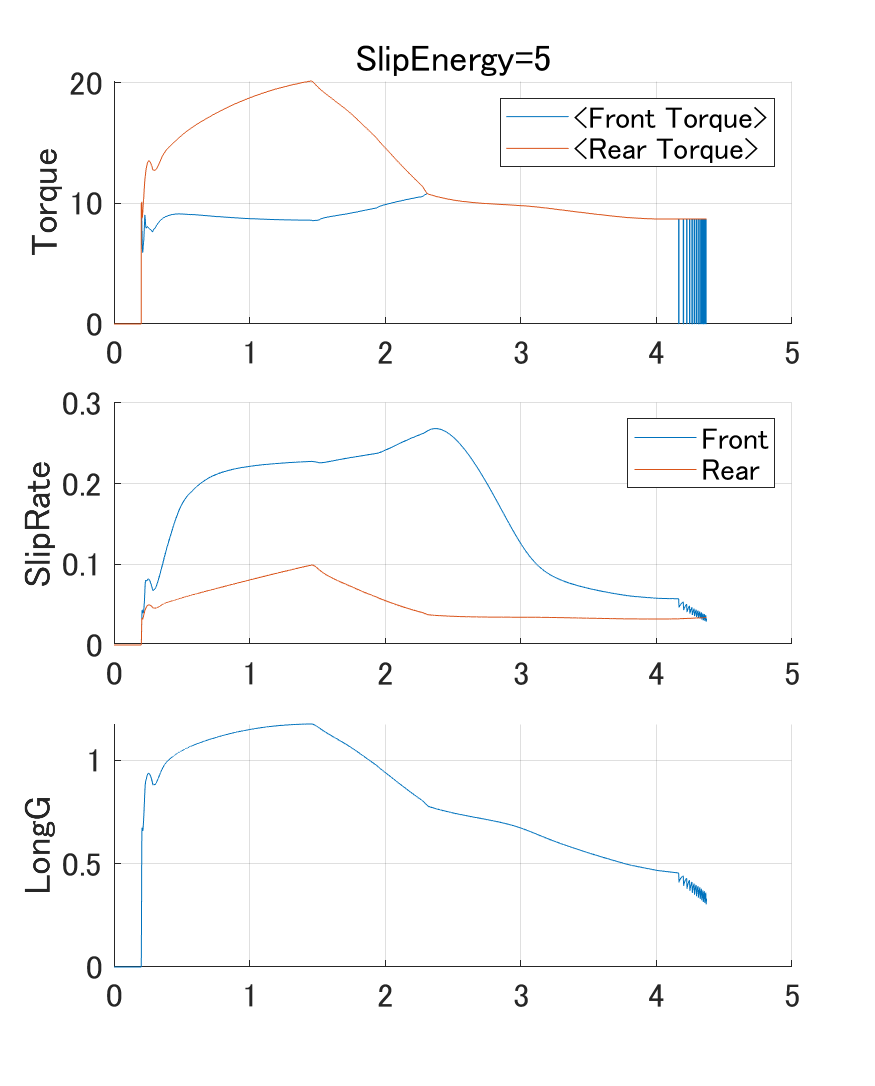 SlipEnergy=5
Torque
20
10
0
<Front Torque>
<Rear Torque>
0 1 2 3 4 5
SlipRate
0.3
0.2
0.1
0
Front
Rear
0 1 2 3 4 5
LongG
1
0.5
0
0 1 2 3 4 5